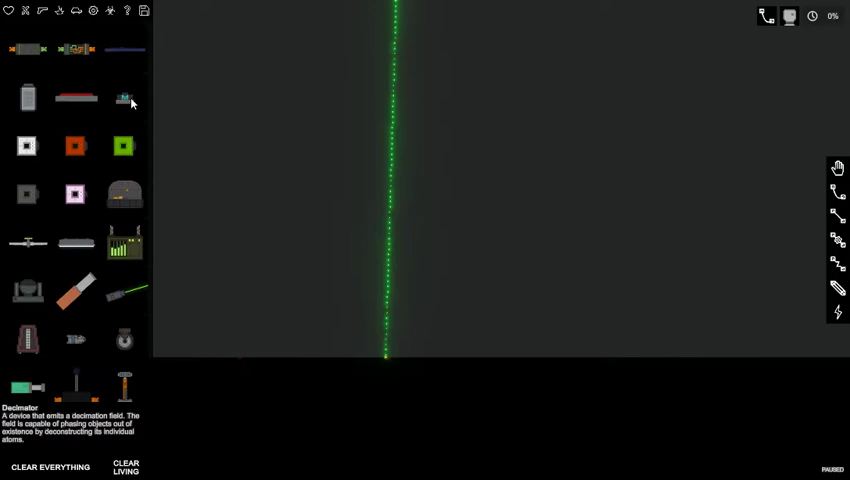 0%
Decimator
A device that emits a decimation field. The
field is capable of phasing objects out of
existence by deconstructing its individual
atoms.
CLEAR EVERYTHING
CLEAR
LIVING
PAUSED